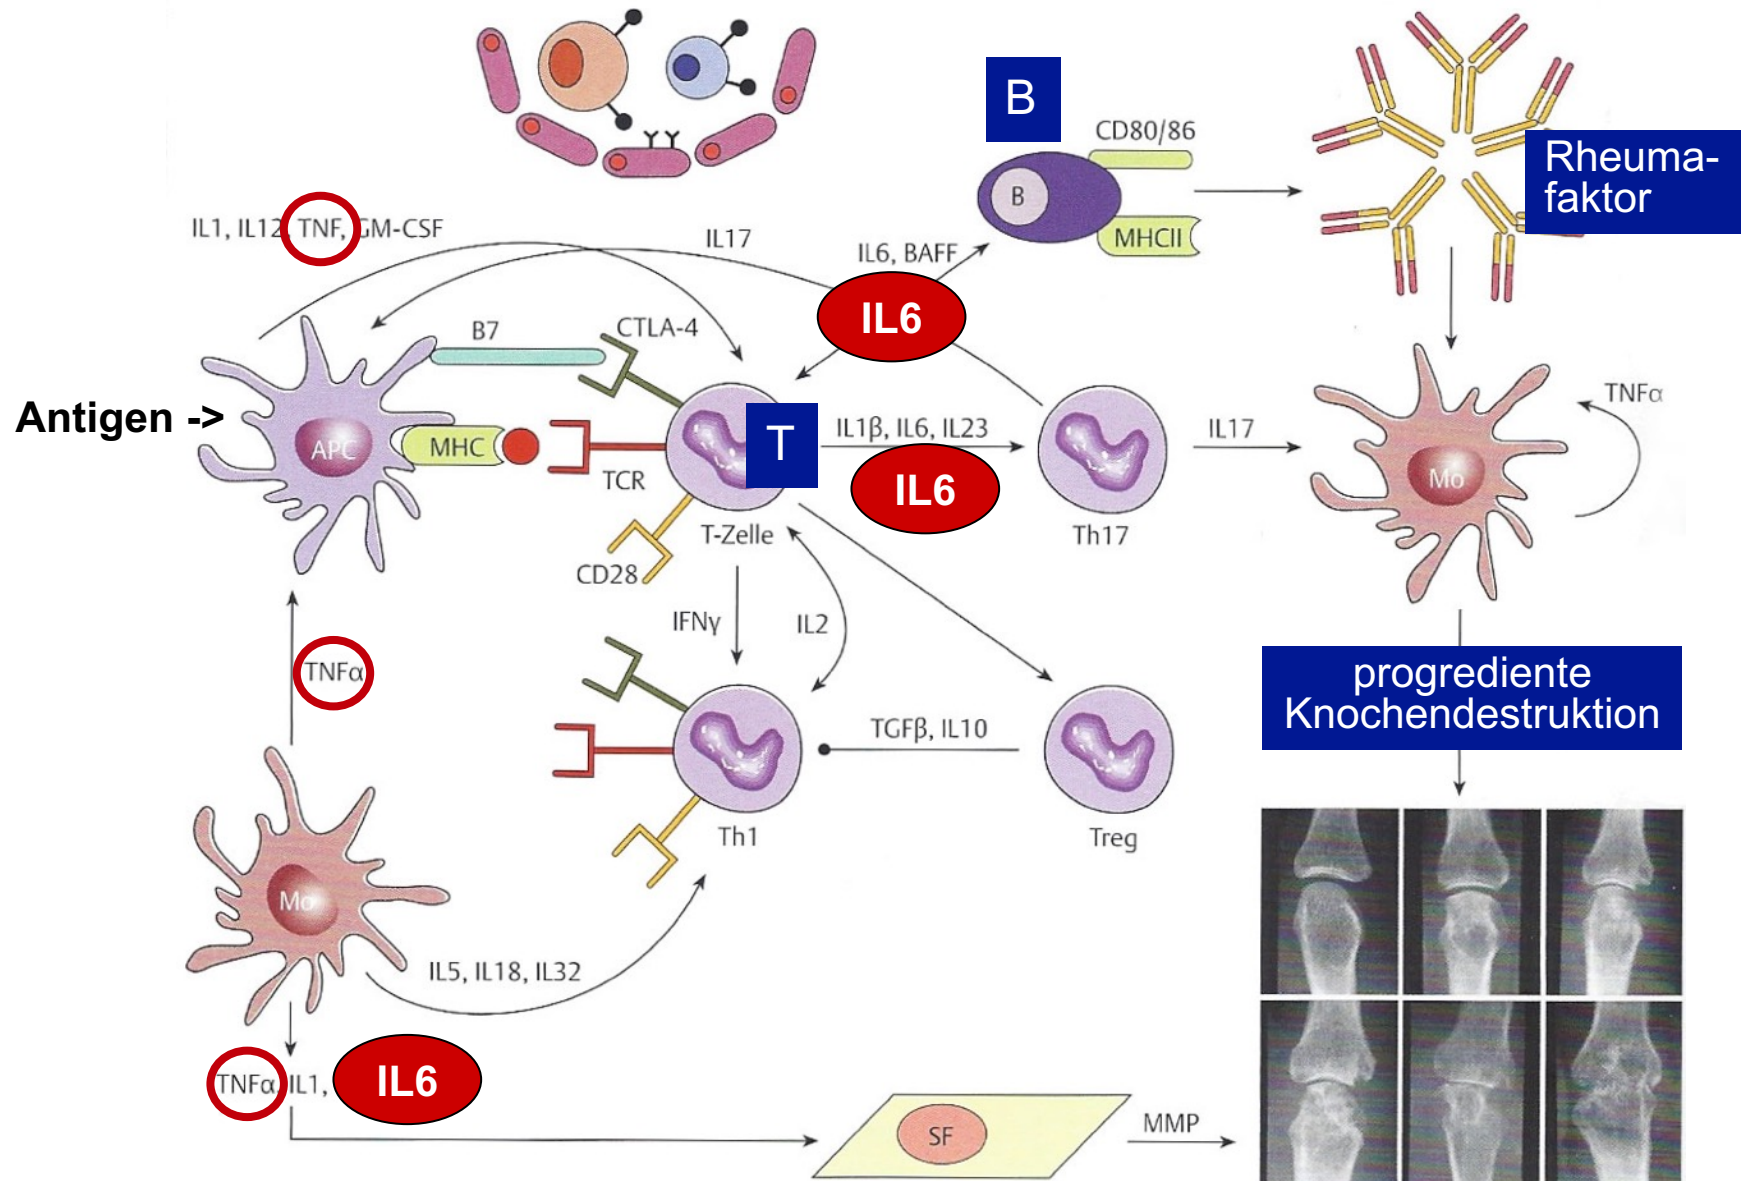 B
CD80/86
B
MHCII
Rheuma-
faktor
IL1, IL12, TNF, GM-CSF
IL17
IL6, BAFF
IL6
B7
CTLA-4
TNFα
Antigen ->
APC
MHC
TCR
T
IL1β, IL6, IL23
IL6
IL17
Mo
T-Zelle
Th17
CD28
IFNγ
IL2
TNFα
progrediente
Knochendestruktion
TGFβ, IL10
Th1
Treg
Mo
IL5, IL18, IL32
TNFα, IL1,
IL6
SF
MMP